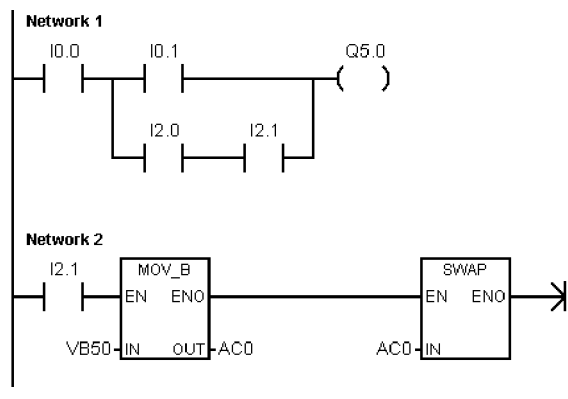 Network 1
I0.0 I0.1 Q5.0
I2.0 I2.1
Network 2
I2.1 MOV_B SWAP
EN ENO EN ENO
VB50 IN OUT AC0 AC0 IN